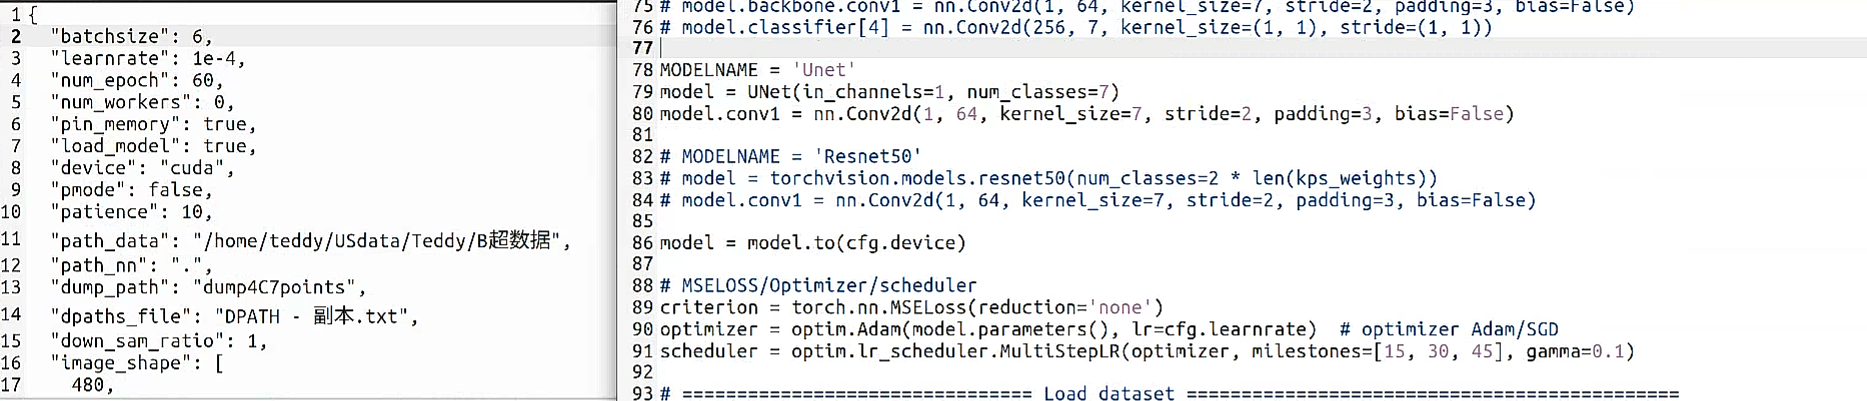 1 {
2 "batchsize": 6,
3 "learnrate": 1e-4,
4 "num_epoch": 60,
5 "num_workers": 0,
6 "pin_memory": true,
7 "load_model": true,
8 "device": "cuda",
9 "pmode": false,
10 "patience": 10,
11 "path_data": "/home/teddy/USdata/Teddy/B超数据",
12 "path_nn": ".",
13 "dump_path": "dump4C7points",
14 "dpaths_file": "DPATH - 副本.txt",
15 "down_sam_ratio": 1,
16 "image_shape": [
17 480,
75 # model.backbone.conv1 = nn.Conv2d(1, 64, kernel_size=7, stride=2, padding=3, bias=False)
76 # model.classifier[4] = nn.Conv2d(256, 7, kernel_size=(1, 1), stride=(1, 1))
77
78 MODELNAME = 'Unet'
79 model = UNet(in_channels=1, num_classes=7)
80 model.conv1 = nn.Conv2d(1, 64, kernel_size=7, stride=2, padding=3, bias=False)
81
82 # MODELNAME = 'Resnet50'
83 # model = torchvision.models.resnet50(num_classes=2 * len(kps_weights))
84 # model.conv1 = nn.Conv2d(1, 64, kernel_size=7, stride=2, padding=3, bias=False)
85
86 model = model.to(cfg.device)
87
88 # MSELOSS/Optimizer/scheduler
89 criterion = torch.nn.MSELoss(reduction='none')
90 optimizer = optim.Adam(model.parameters(), lr=cfg.learnrate)  # optimizer Adam/SGD
91 scheduler = optim.lr_scheduler.MultiStepLR(optimizer, milestones=[15, 30, 45], gamma=0.1)
92
93 # ================================ Load dataset =============================================